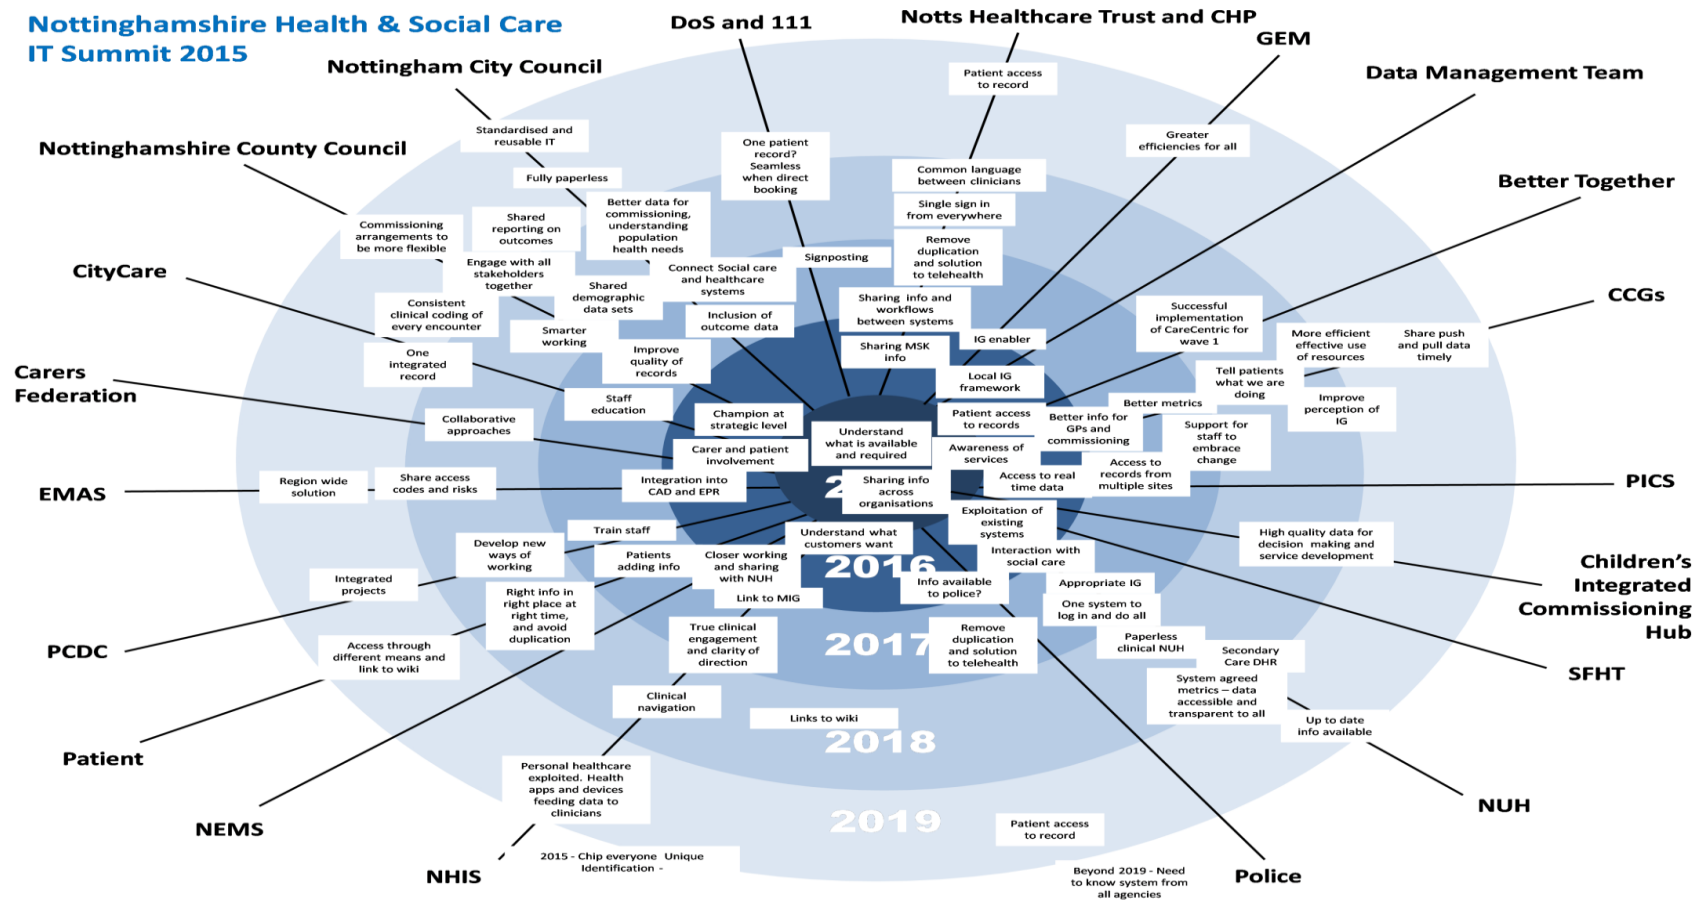 Nottinghamshire Health & Social Care
IT Summit 2015
DoS and 111
Notts Healthcare Trust and CHP
GEM
Nottingham City Council
Data Management Team
Nottinghamshire County Council
Better Together
CityCare
CCGs
Carers
Federation
EMAS
PICS
PCDC
Children's
Integrated
Commissioning
Hub
SFHT
Patient
NEMS
NUH
NHIS
Police
Patient access
to record
Standardised and
reusable IT
Greater
efficiencies for all
One patient
record?
Seamless
when direct
booking
Fully paperless
Common language
between clinicians
Better data for
commissioning,
understanding
population
health needs
Single sign in
from everywhere
Commissioning
arrangements to
be more flexible
Shared
reporting on
outcomes
Remove
duplication
and solution
to telehealth
Signposting
Engage with all
stakeholders
together
Connect Social care
and healthcare
systems
Shared
demographic
data sets
Consistent
clinical coding of
every encounter
Sharing info and
workflows
between systems
Successful
implementation
of CareCentric for
wave 1
Inclusion of
outcome data
Smarter
working
IG enabler
More efficient
effective use
of resources
Share push
and pull data
timely
Sharing MSK
info
Improve
quality of
records
One
integrated
record
Local IG
framework
Tell patients
what we are
doing
Staff
education
Better metrics
Improve
perception of
IG
Champion at
strategic level
Patient access
to records
Better info for
GPs and
commissioning
Collaborative
approaches
Understand
what is available
and required
Support for
staff to
embrace
change
Carer and patient
involvement
Awareness of
services
Access to
records from
multiple sites
Region wide
solution
Share access
codes and risks
Integration into
CAD and EPR
Sharing info
across
organisations
Access to real
time data
2
Train staff
Understand what
customers want
Exploitation of
existing
systems
High quality data for
decision making and
service development
Develop new
ways of
working
Patients
adding info
Closer working
and sharing
with NUH
Interaction with
social care
2016
Integrated
projects
Info available
to police?
Appropriate IG
Link to MIG
Right info in
right place at
right time,
and avoid
duplication
One system to
log in and do all
True clinical
engagement
and clarity of
direction
2017
Remove
duplication
and solution
to telehealth
Paperless
clinical NUH
Access through
different means and
link to wiki
Secondary
Care DHR
System agreed
metrics – data
accessible and
transparent to all
Clinical
navigation
Links to wiki
Up to date
info available
2018
Personal healthcare
exploited. Health
apps and devices
feeding data to
clinicians
2019
Patient access
to record
2015 - Chip everyone Unique
Identification -
Beyond 2019 - Need
to know system from
all agencies